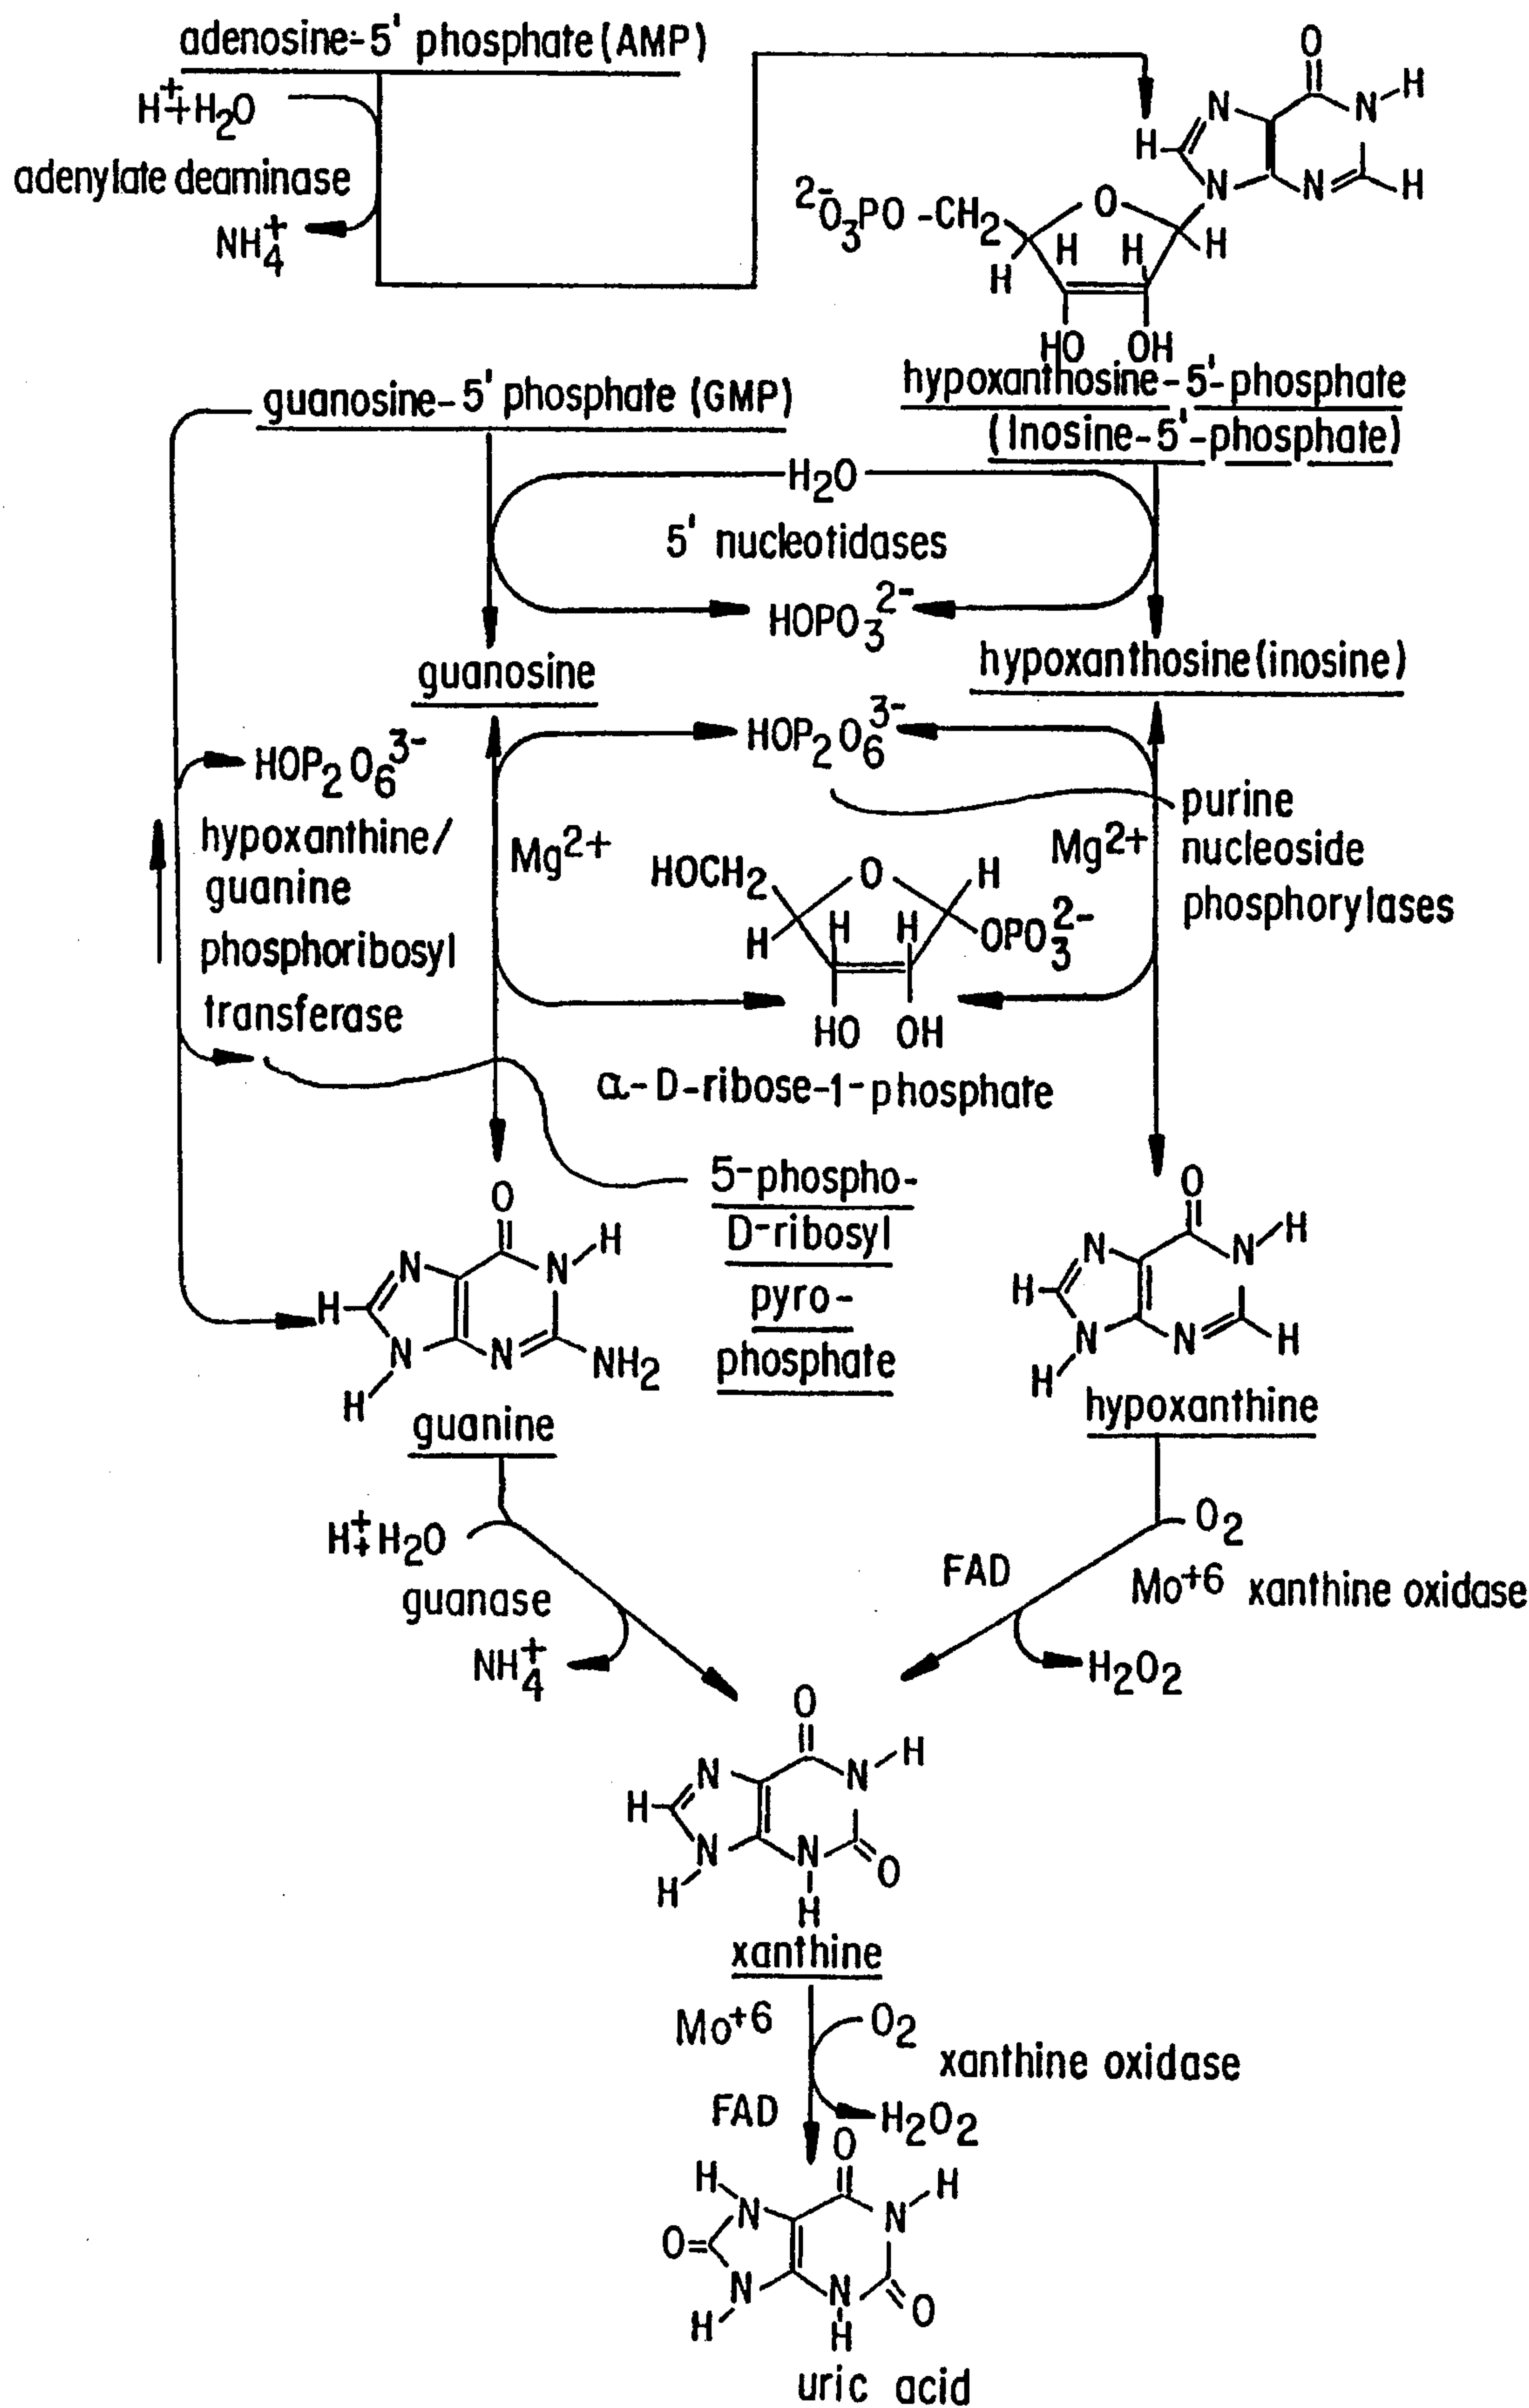 adenosine-5' phosphate (AMP)
H⁺+H₂O
adenylate deaminase
NH₄⁺
O
N
N-H
H
N
N
H
²⁻O₃PO-CH₂
O
H
H
H
H
HO OH
hypoxanthosine-5'-phosphate
(Inosine-5'-phosphate)
guanosine-5' phosphate (GMP)
H₂O
5' nucleotidases
HOPO₃²⁻
guanosine
hypoxanthosine (inosine)
HOP₂O₆³⁻
HOP₂O₆³⁻
hypoxanthine/
guanine
phosphoribosyl
transferase
Mg²⁺
Mg²⁺
purine
nucleoside
phosphorylases
HOCH₂
O
H
H
H
H
OPO₃²⁻
HO OH
α-D-ribose-1-phosphate
5-phospho-
D-ribosyl
pyro-
phosphate
O
N
N-H
H
N
N
NH₂
H
guanine
O
N
N-H
H
N
N
H
H
hypoxanthine
H⁺+H₂O
guanase
NH₄⁺
O₂
FAD
Mo⁺⁶ xanthine oxidase
H₂O₂
O
N
N-H
H
N
N
O
H
H
xanthine
Mo⁺⁶
O₂
xanthine oxidase
FAD
H₂O₂
O
H
N
N-H
O=
N
N
O
H
H
uric acid